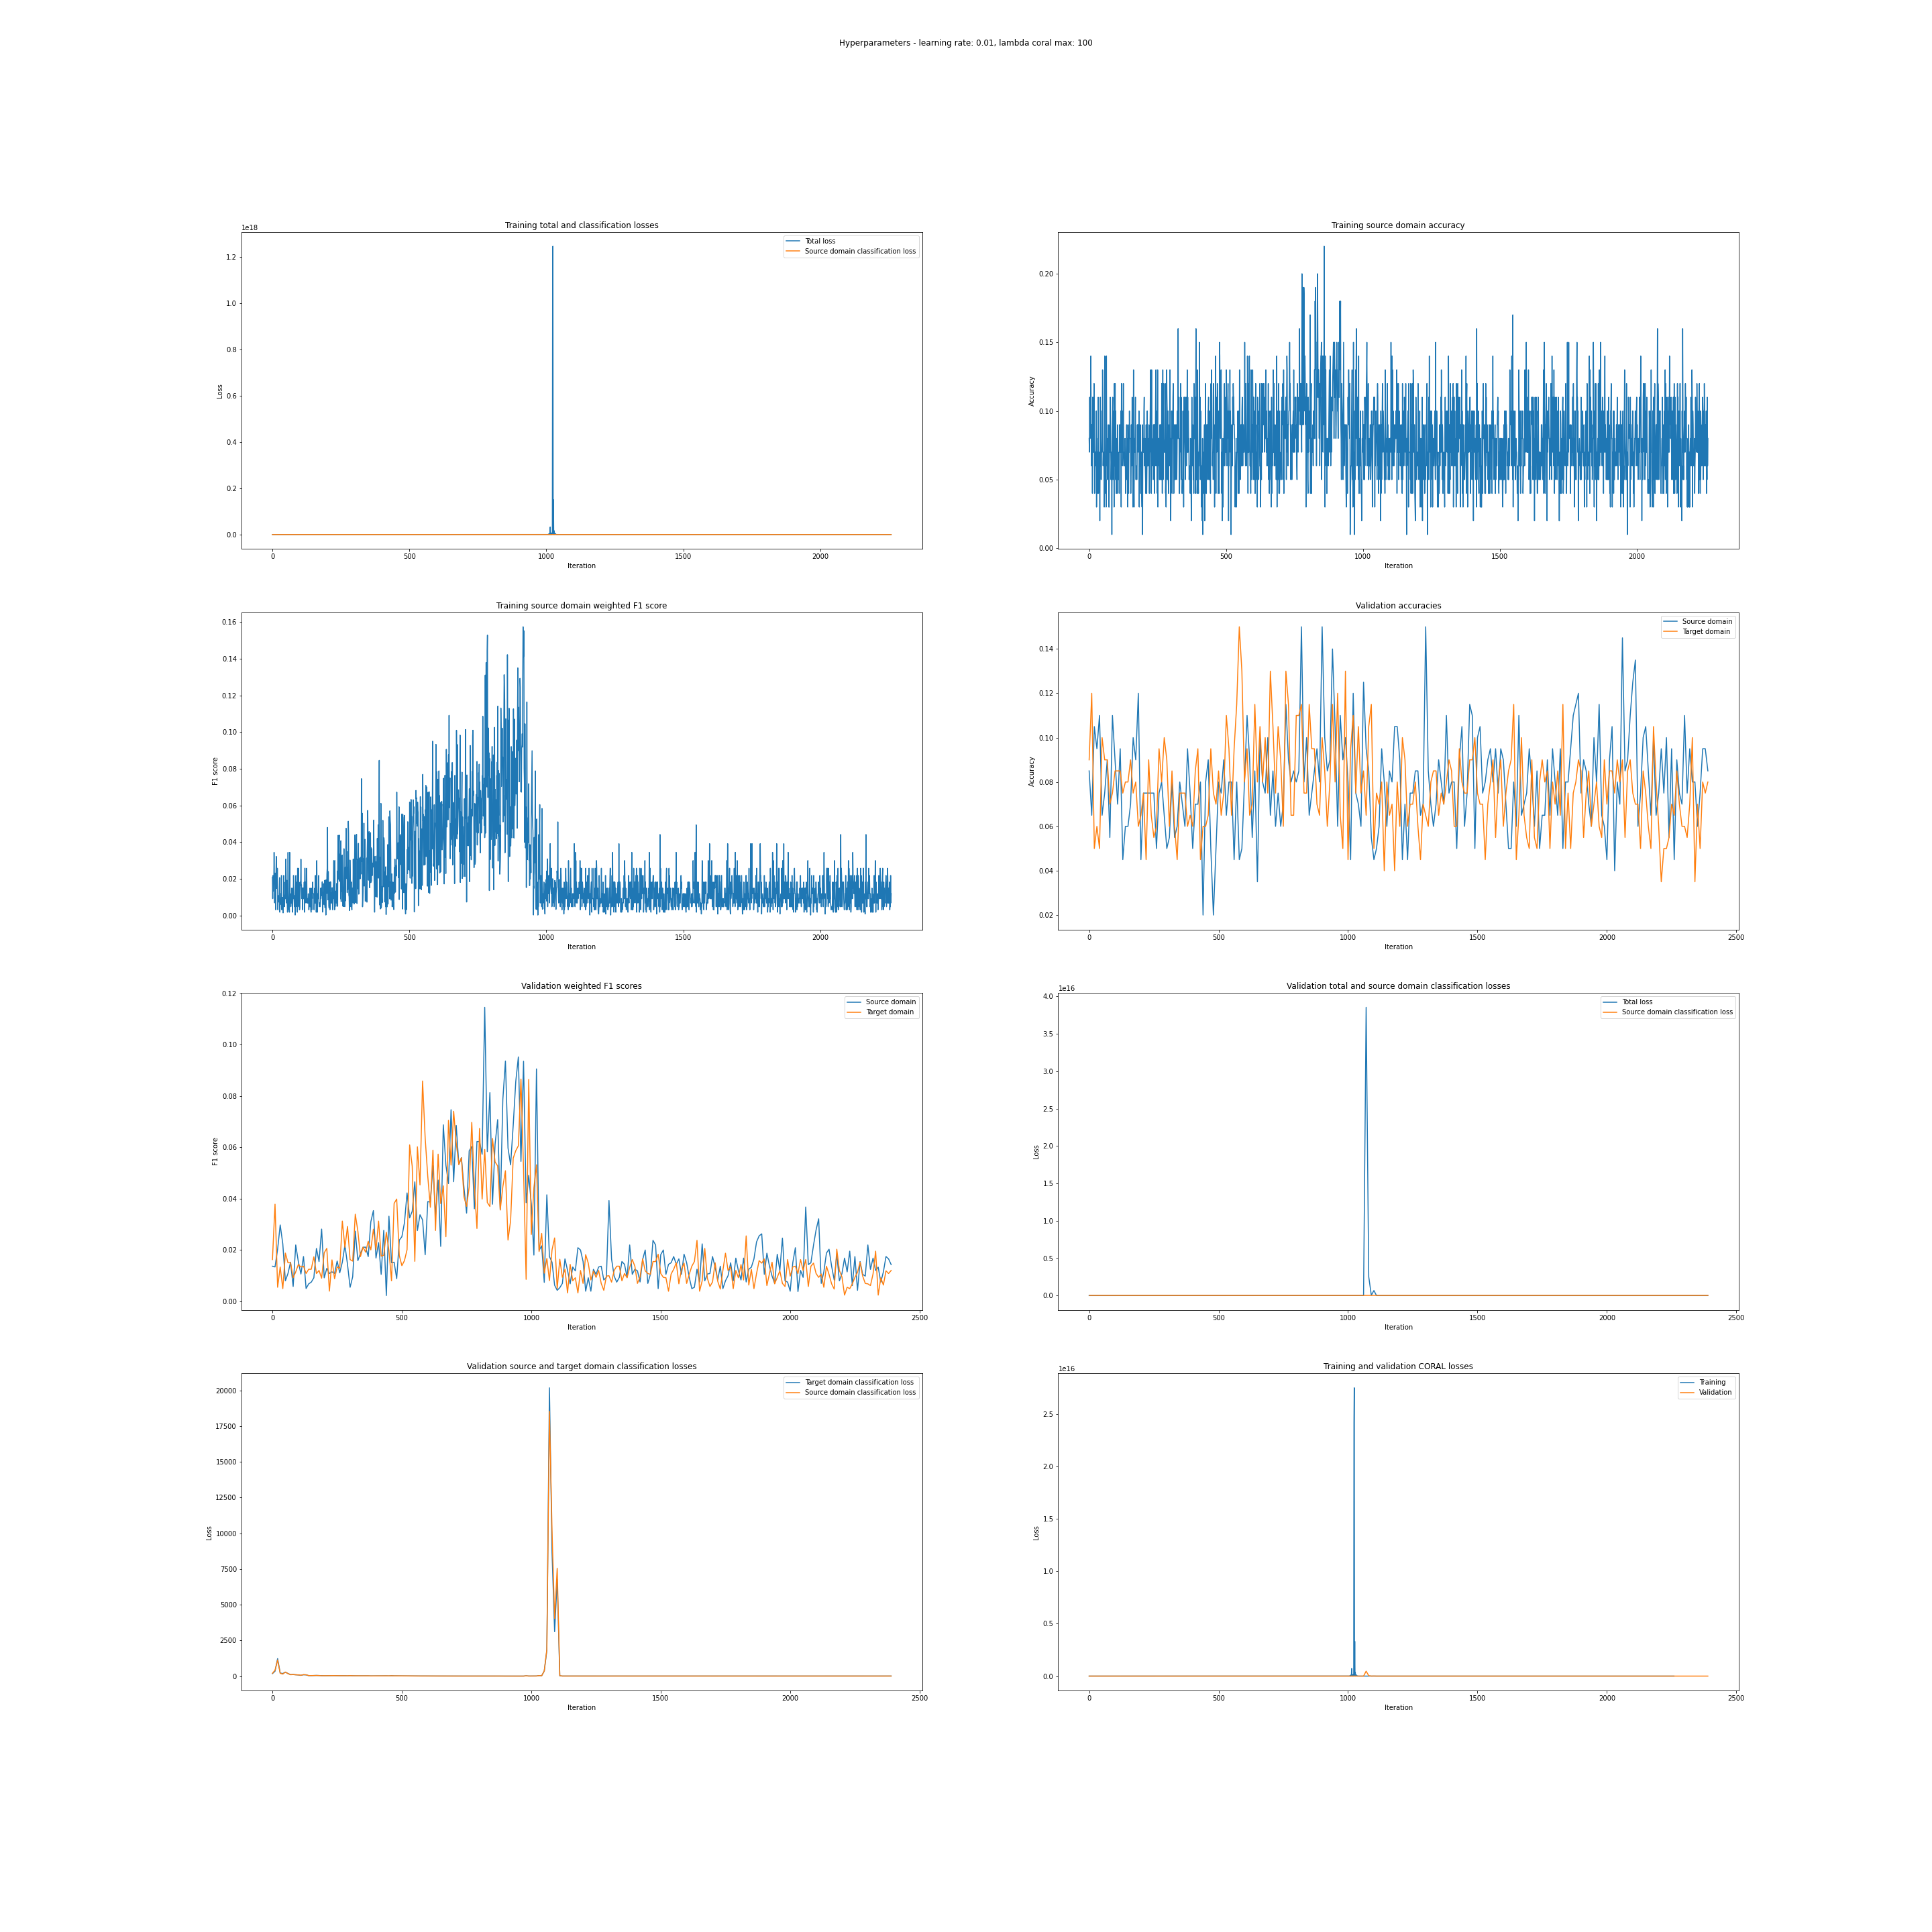 Hyperparameters - learning rate: 0.01, lambda coral max: 100
Training total and classification losses
1e18
Total loss
Source domain classification loss
1.2
1.0
0.8
0.6
0.4
0.2
0.0
Loss
0 500 1000 1500 2000
Iteration
Training source domain accuracy
0.20
0.15
0.10
0.05
0.00
Accuracy
0 500 1000 1500 2000
Iteration
Training source domain weighted F1 score
0.16
0.14
0.12
0.10
0.08
0.06
0.04
0.02
0.00
F1 score
0 500 1000 1500 2000
Iteration
Validation accuracies
Source domain
Target domain
0.14
0.12
0.10
0.08
0.06
0.04
0.02
Accuracy
0 500 1000 1500 2000 2500
Iteration
Validation weighted F1 scores
Source domain
Target domain
0.12
0.10
0.08
0.06
0.04
0.02
0.00
F1 score
0 500 1000 1500 2000 2500
Iteration
Validation total and source domain classification losses
1e16
Total loss
Source domain classification loss
4.0
3.5
3.0
2.5
2.0
1.5
1.0
0.5
0.0
Loss
0 500 1000 1500 2000 2500
Iteration
Validation source and target domain classification losses
Target domain classification loss
Source domain classification loss
20000
17500
15000
12500
10000
7500
5000
2500
0
Loss
0 500 1000 1500 2000 2500
Iteration
Training and validation CORAL losses
1e16
Training
Validation
2.5
2.0
1.5
1.0
0.5
0.0
Loss
0 500 1000 1500 2000 2500
Iteration